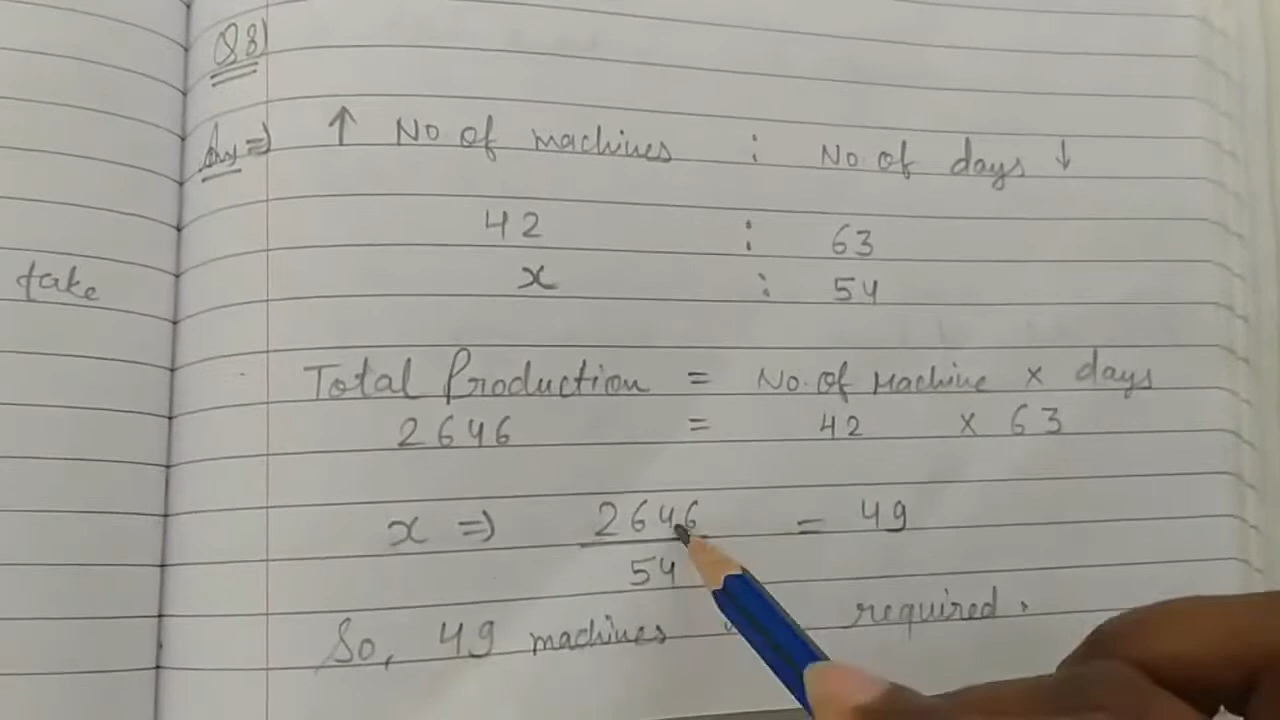 Q8)
Ans ⇒ ↑ No of machines : No. of days ↓
42 : 63
take
x : 54
Total Production = No. of Machine × days
2646 = 42 × 63
x ⇒ 2646 = 49
54
So, 49 machines required.